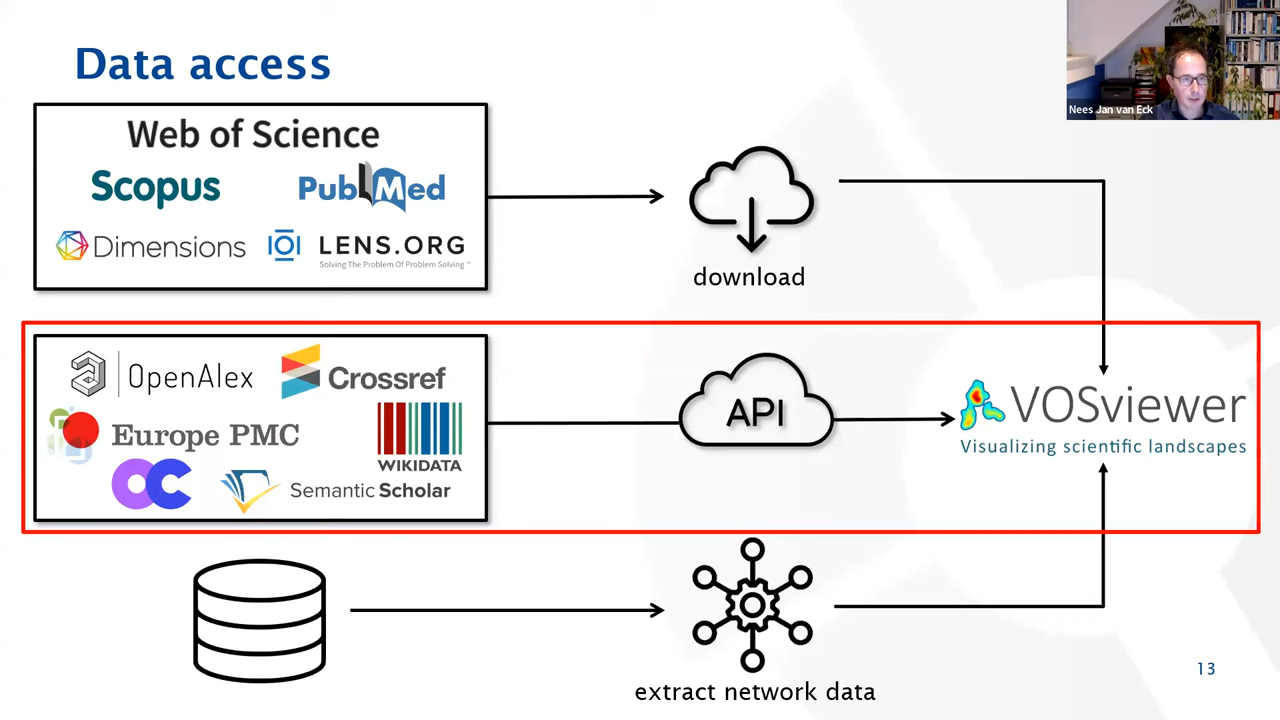 Data access
Nees Jan van Eck
Web of Science
Scopus
PubMed
Dimensions
LENS.ORG
Solving The Problem Of Problem Solving™
download
OpenAlex
Crossref
Europe PMC
WIKIDATA
OC
Semantic Scholar
API
VOSviewer
Visualizing scientific landscapes
extract network data
13